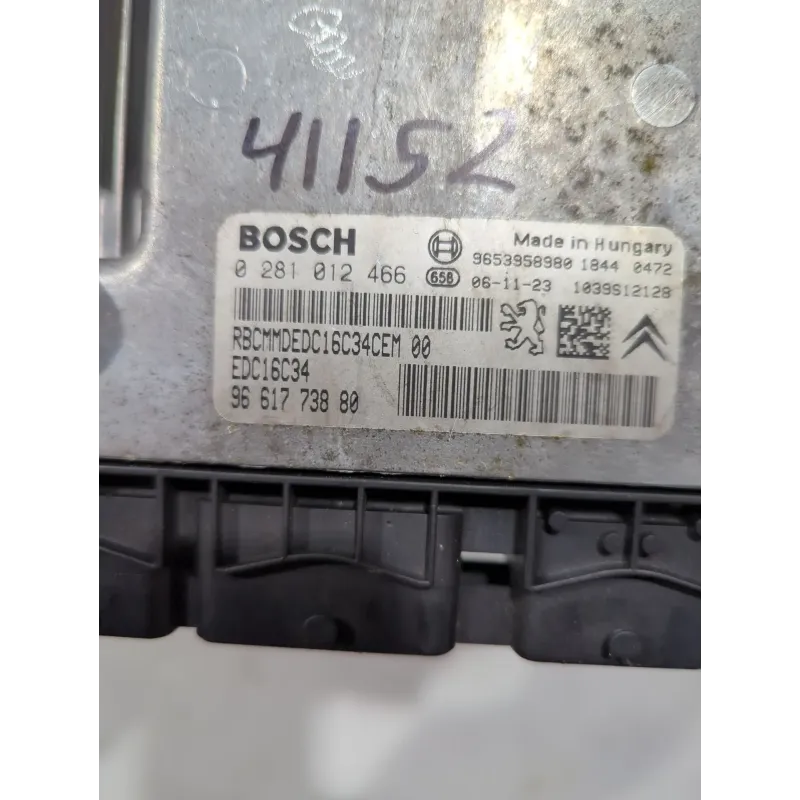 41152
BOSCH
Made in Hungary
9653958980 1844 0472
0 281 012 466 65B 06-11-23 1039S12128
RBCMMDEDC16C34CEM 00
EDC16C34
96 617 738 80